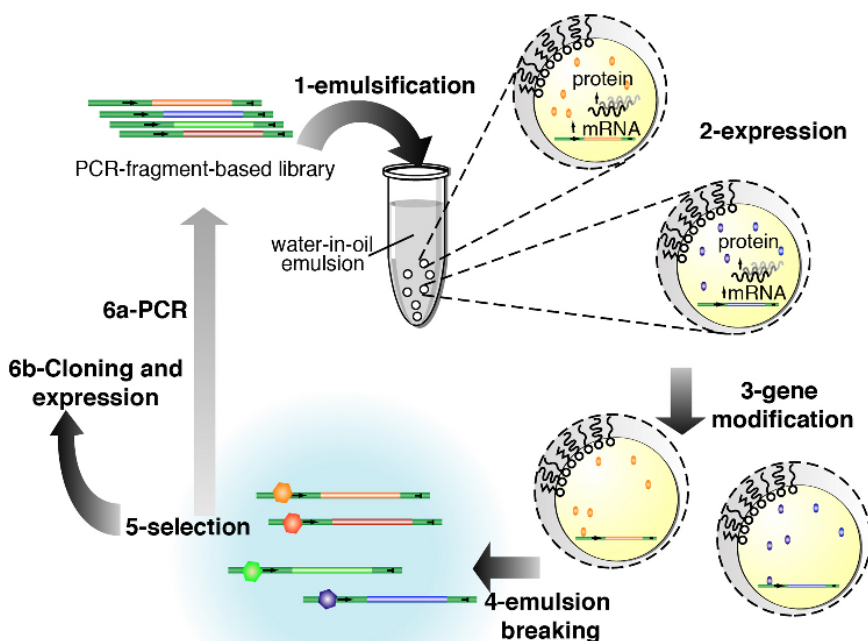 1-emulsification
PCR-fragment-based library
water-in-oil
emulsion
protein
mRNA
2-expression
protein
mRNA
3-gene
modification
4-emulsion
breaking
5-selection
6a-PCR
6b-Cloning and
expression